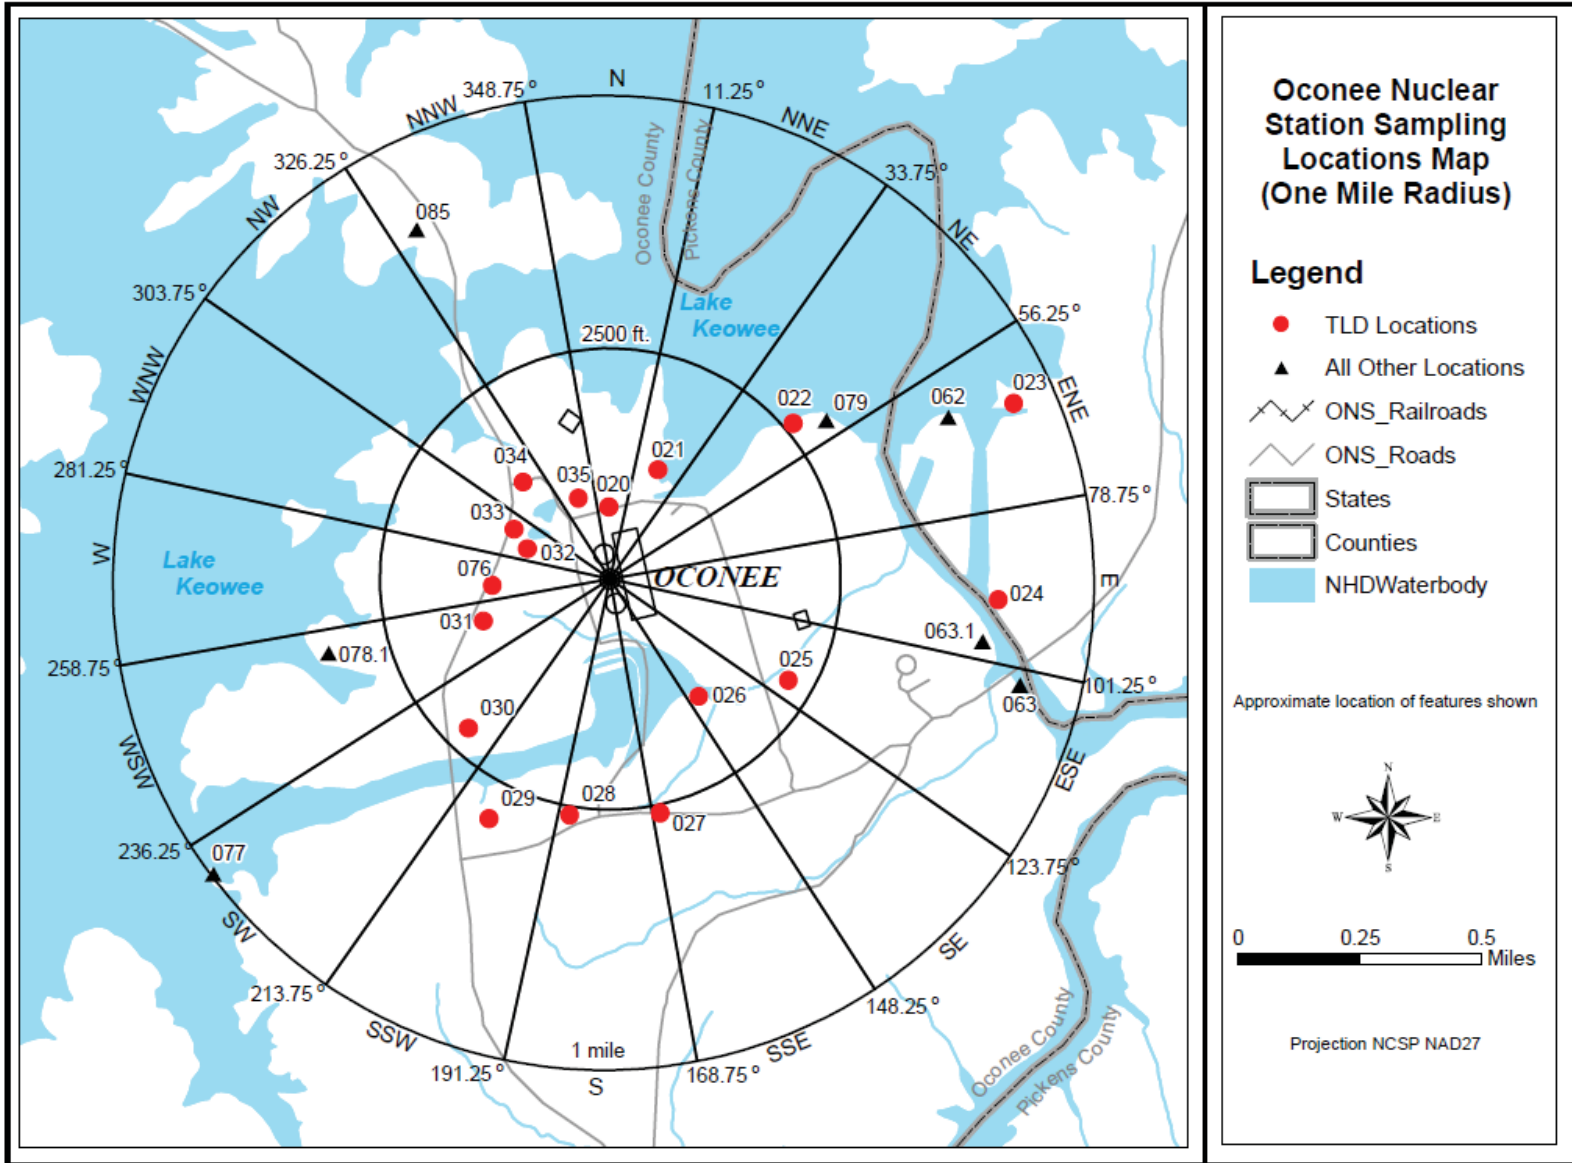 N
348.75°
11.25°
NNW
NNE
326.25°
33.75°
NW
NE
085
Oconee County
Pickens County
303.75°
56.25°
Lake
Keowee
2500 ft.
WNW
ENE
022
079
062
023
034
035
020
021
281.25°
78.75°
033
032
W
E
Lake
Keowee
076
OCONEE
024
031
063.1
078.1
025
258.75°
101.25°
026
063
030
WSW
ESE
029
028
027
236.25°
077
123.75°
SW
SE
213.75°
148.25°
SSW
SSE
1 mile
191.25°
S
168.75°
Oconee County
Pickens County
Oconee Nuclear
Station Sampling
Locations Map
(One Mile Radius)
Legend
TLD Locations
All Other Locations
ONS_Railroads
ONS_Roads
States
Counties
NHDWaterbody
Approximate location of features shown
N
W
E
S
0 0.25 0.5
Miles
Projection NCSP NAD27